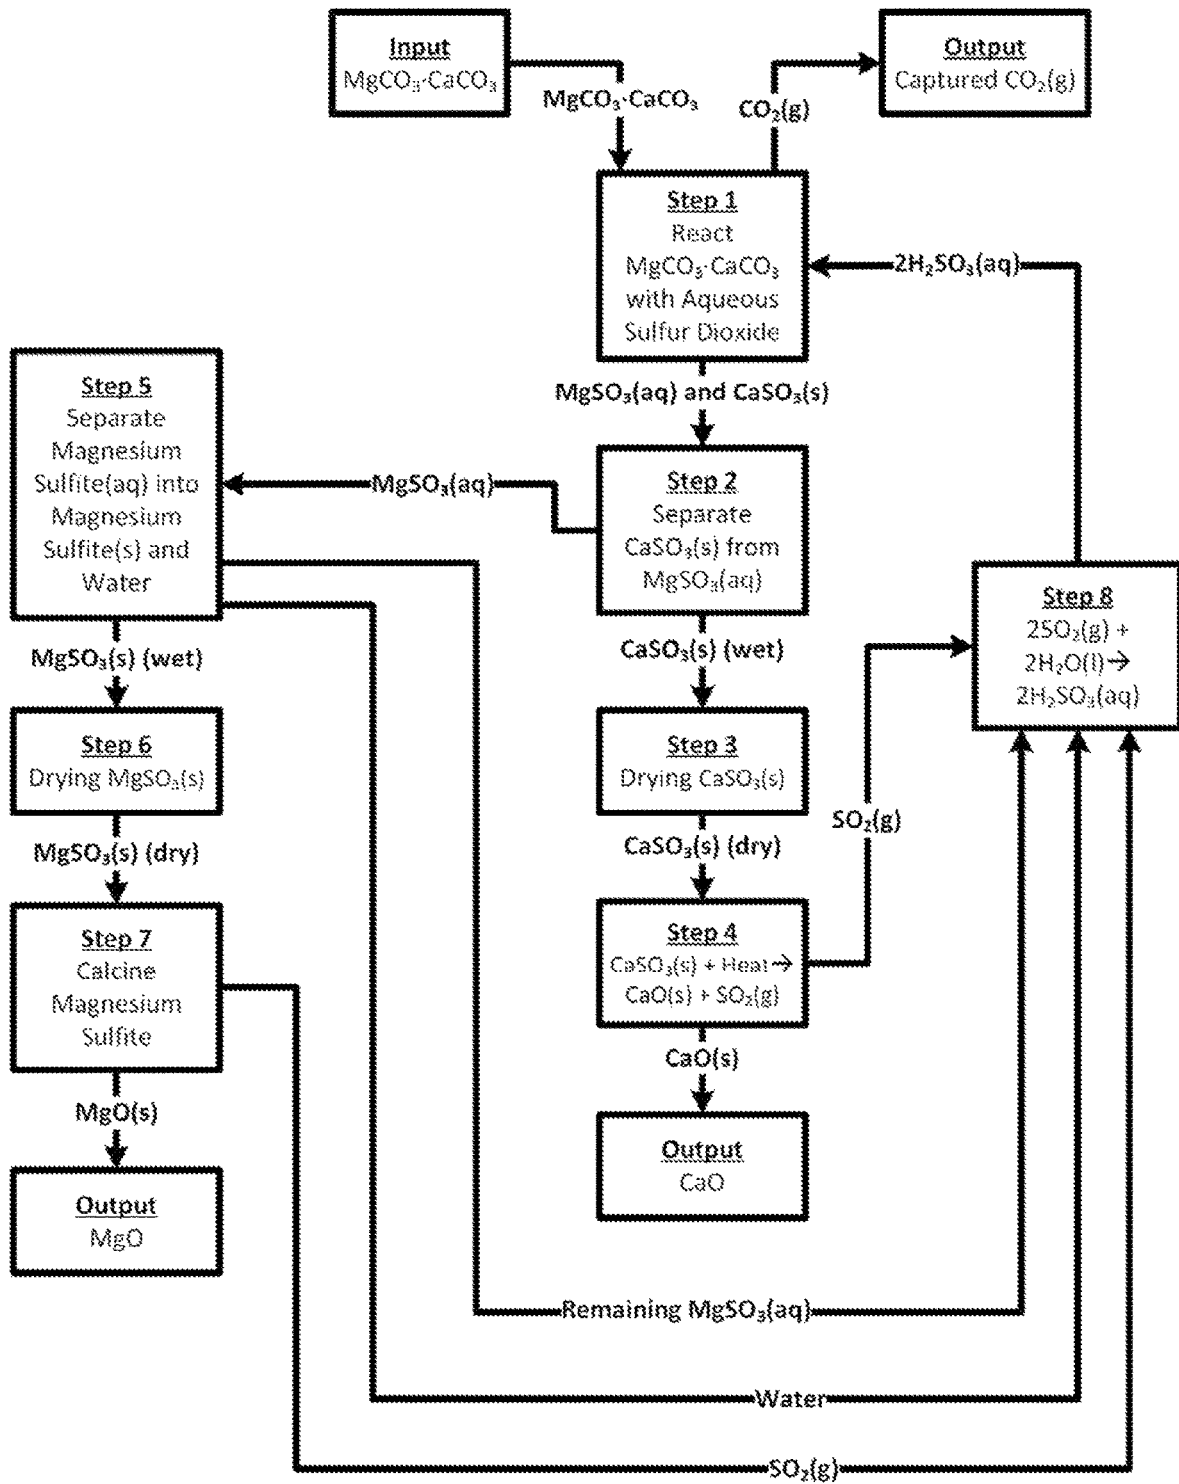 Input
MgCO₃·CaCO₃
Output
Captured CO₂(g)
MgCO₃·CaCO₃
CO₂(g)
Step 1
React
MgCO₃·CaCO₃
with Aqueous
Sulfur Dioxide
2H₂SO₃(aq)
MgSO₃(aq) and CaSO₃(s)
Step 5
Separate
Magnesium
Sulfite(aq) into
Magnesium
Sulfite(s) and
Water
MgSO₃(aq)
Step 2
Separate
CaSO₃(s) from
MgSO₃(aq)
Step 8
2SO₂(g) +
2H₂O(l)→
2H₂SO₃(aq)
MgSO₃(s) (wet)
CaSO₃(s) (wet)
Step 6
Drying MgSO₃(s)
Step 3
Drying CaSO₃(s)
SO₂(g)
MgSO₃(s) (dry)
CaSO₃(s) (dry)
Step 7
Calcine
Magnesium
Sulfite
Step 4
CaSO₃(s) + Heat→
CaO(s) + SO₂(g)
CaO(s)
MgO(s)
Output
CaO
Output
MgO
Remaining MgSO₃(aq)
Water
SO₂(g)